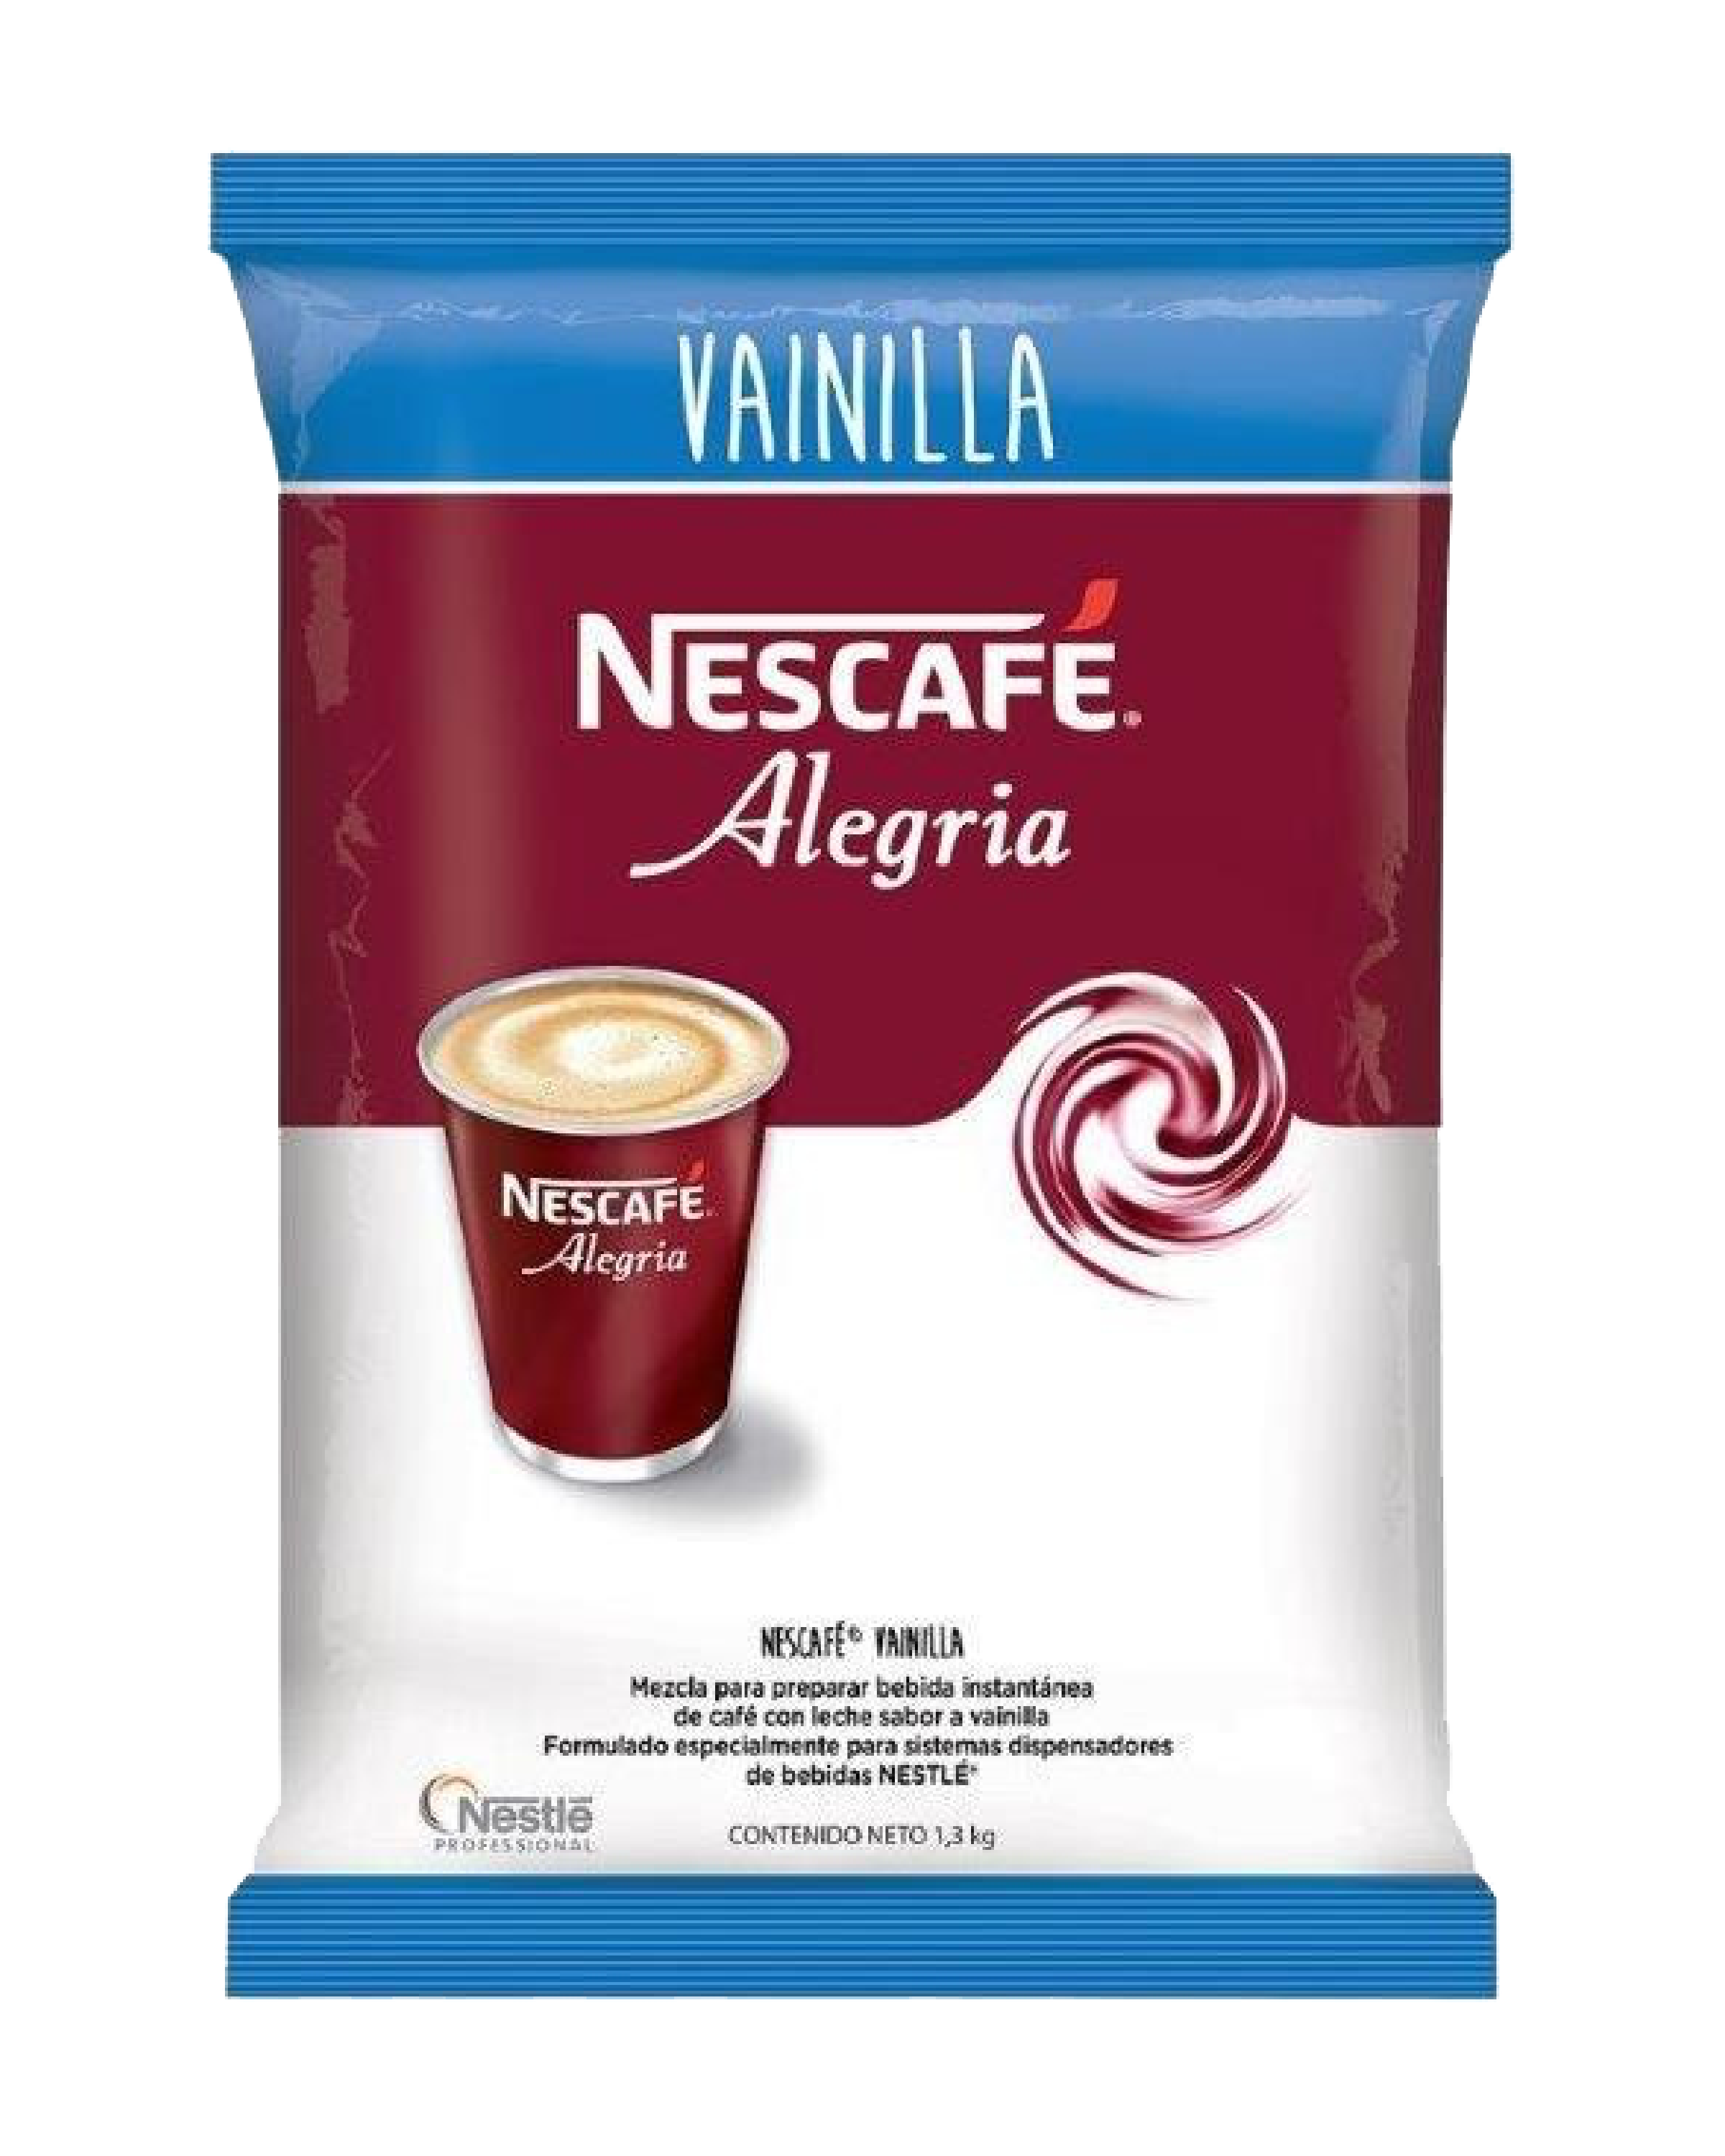 VAINILLA
NESCAFÉ®
Alegria
NESCAFÉ
Alegria
NESCAFÉ® VAINILLA
Mezcla para preparar bebida instantánea
de café con leche sabor a vainilla
Formulado especialmente para sistemas dispensadores
de bebidas NESTLÉ®
Nestlé
PROFESSIONAL
CONTENIDO NETO 1,3 kg